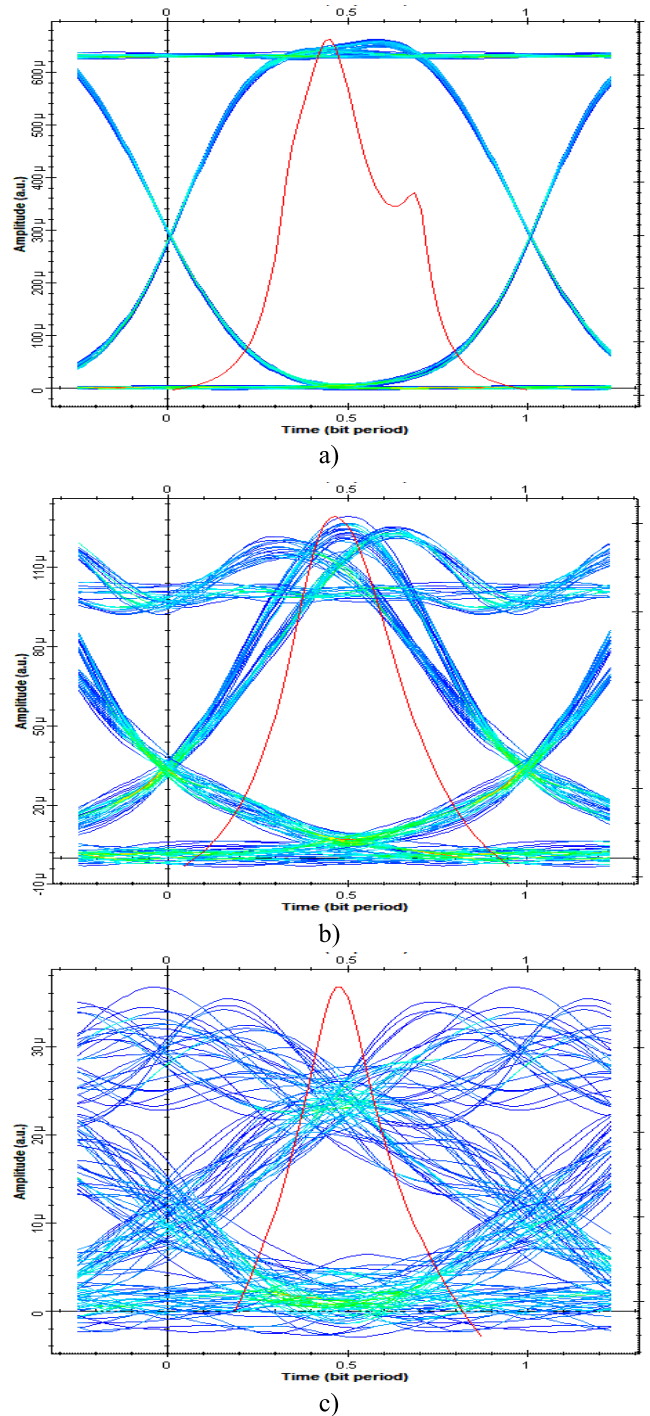 0 0.5 1
Amplitude (a.u.)
600 µ
500 µ
400 µ
300 µ
200 µ
100 µ
0
0 0.5 1
Time (bit period)
a)
0 0.5 1
Amplitude (a.u.)
110 µ
80 µ
50 µ
20 µ
-10 µ
0 0.5 1
Time (bit period)
b)
0 0.5 1
Amplitude (a.u.)
30 µ
20 µ
10 µ
0
0 0.5 1
Time (bit period)
c)